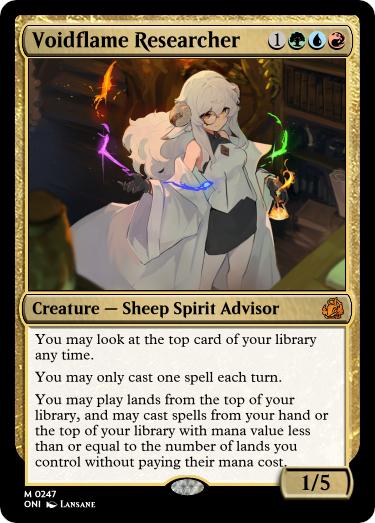 Voidflame Researcher 1
Creature — Sheep Spirit Advisor
You may look at the top card of your library
any time.
You may only cast one spell each turn.
You may play lands from the top of your
library, and may cast spells from your hand or
the top of your library with mana value less
than or equal to the number of lands you
control without paying their mana cost.
1/5
M 0247
ONI LANSANE